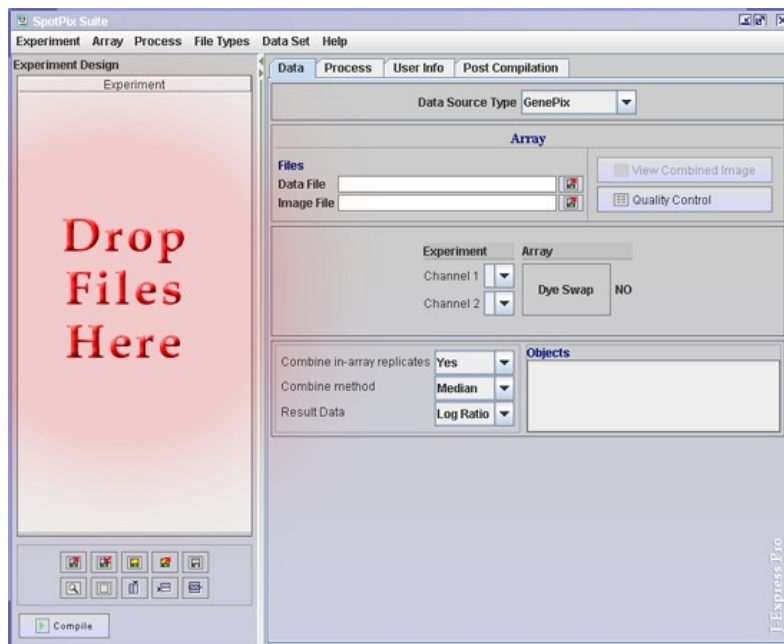 SpotPix Suite
Experiment Array Process File Types Data Set Help
Experiment Design
Experiment
Drop
Files
Here
Compile
Data Process User Info Post Compilation
Data Source Type GenePix
Array
Files
Data File
Image File
View Combined Image
Quality Control
Experiment Array
Channel 1
Channel 2
Dye Swap NO
Combine in-array replicates Yes
Combine method Median
Result Data Log Ratio
Objects
J-Express Pro